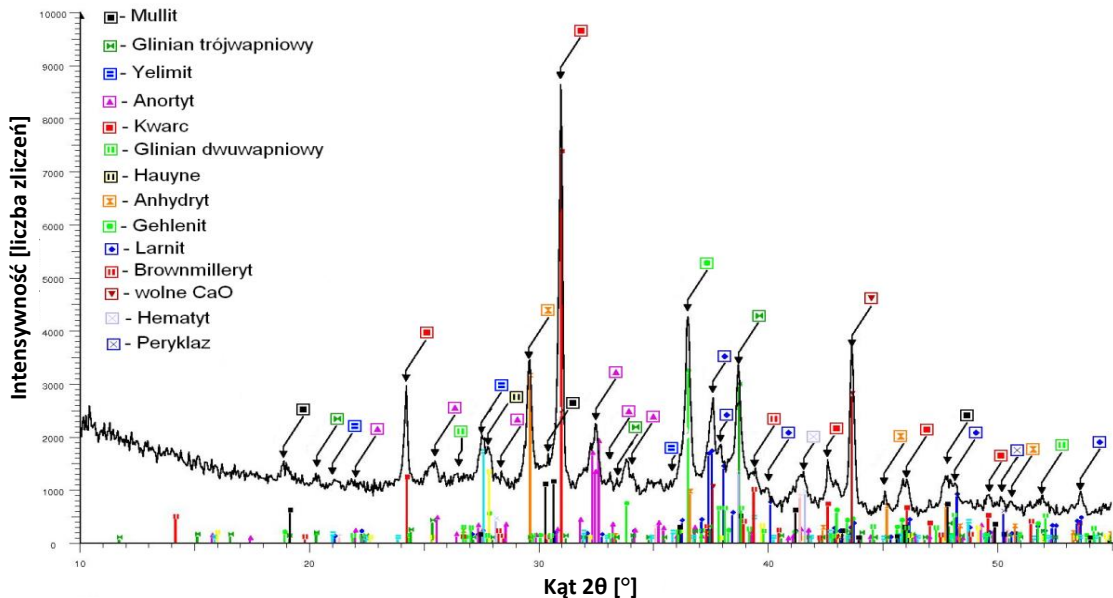 10000
9000
8000
7000
6000
5000
4000
3000
2000
1000
0
Intensywność [liczba zliczeń]
- Mullit
- Glinian trójwapniowy
- Yelimit
- Anortyt
- Kwarc
- Glinian dwuwapniowy
- Hauyne
- Anhydryt
- Gehlenit
- Larnit
- Brownmilleryt
- wolne CaO
- Hematyt
- Peryklaz
10 20 30 40 50
Kąt 2θ [°]